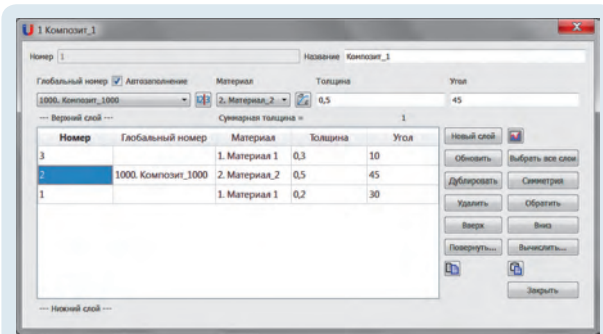 1 Композит_1
Номер 1 Название Композит_1
Глобальный номер Автозаполнение Материал Толщина Угол
1000. Композит_1000 2. Материал_2 0,5 45
--- Верхний слой --- Суммарная толщина = 1
Номер Глобальный номер Материал Толщина Угол
3 1. Материал 1 0,3 10
2 1000. Композит_1000 2. Материал_2 0,5 45
1 1. Материал 1 0,2 30
--- Нижний слой ---
Новый слой
Обновить Выбрать все слои
Дублировать Симметрия
Удалить Обратить
Вверх Вниз
Повернуть... Вычислить...
Закрыть